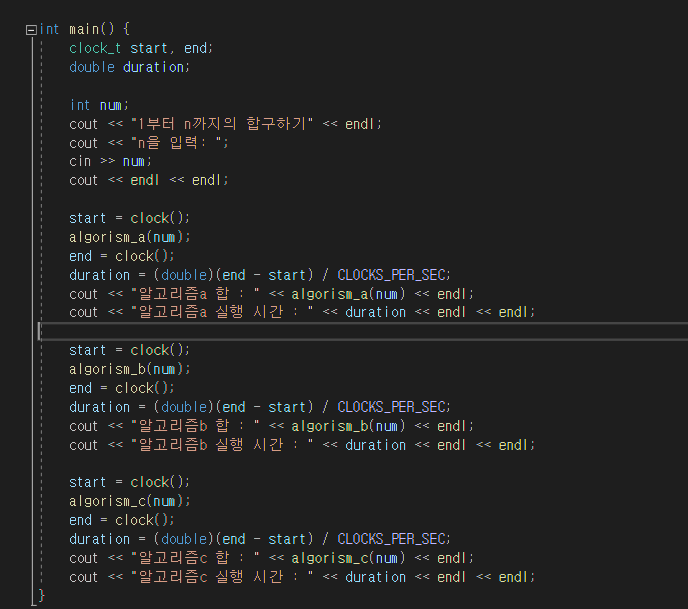 int main() {
clock_t start, end;
double duration;
int num;
cout << "1부터 n까지의 합구하기" << endl;
cout << "n을 입력: ";
cin >> num;
cout << endl << endl;
start = clock();
algorism_a(num);
end = clock();
duration = (double)(end - start) / CLOCKS_PER_SEC;
cout << "알고리즘a 합 : " << algorism_a(num) << endl;
cout << "알고리즘a 실행 시간 : " << duration << endl << endl;
start = clock();
algorism_b(num);
end = clock();
duration = (double)(end - start) / CLOCKS_PER_SEC;
cout << "알고리즘b 합 : " << algorism_b(num) << endl;
cout << "알고리즘b 실행 시간 : " << duration << endl << endl;
start = clock();
algorism_c(num);
end = clock();
duration = (double)(end - start) / CLOCKS_PER_SEC;
cout << "알고리즘c 합 : " << algorism_c(num) << endl;
cout << "알고리즘c 실행 시간 : " << duration << endl << endl;
}